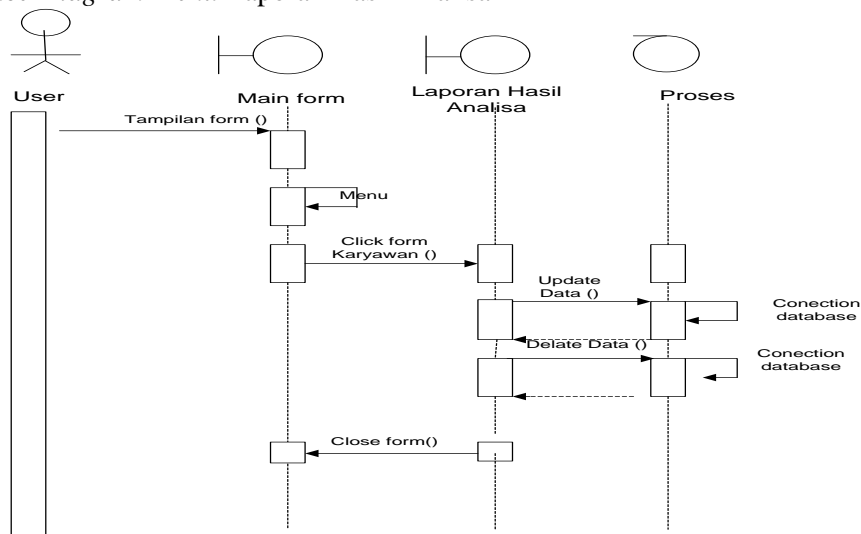 User
Main form
Laporan Hasil
Analisa
Proses
Tampilan form ()
Menu
Click form
Karyawan ()
Update
Data ()
Conection
database
Delate Data ()
Conection
database
Close form()